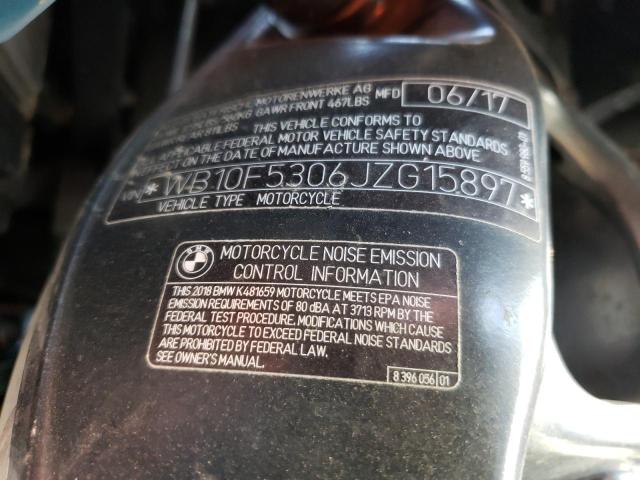 MOTORENWERKE AG MFD 06/17
GAWR FRONT 467LBS
THIS VEHICLE CONFORMS TO
FEDERAL MOTOR VEHICLE SAFETY STANDARDS
IN EFFECT ON THE DATE OF MANUFACTURE SHOWN ABOVE
VIN: *WB10F5306JZG15897*
VEHICLE TYPE MOTORCYCLE
BMW
MOTORCYCLE NOISE EMISSION
CONTROL INFORMATION
THIS 2018 BMW K481659 MOTORCYCLE MEETS EPA NOISE
EMISSION REQUIREMENTS OF 80 dBA AT 3713 RPM BY THE
FEDERAL TEST PROCEDURE. MODIFICATIONS WHICH CAUSE
THIS MOTORCYCLE TO EXCEED FEDERAL NOISE STANDARDS
ARE PROHIBITED BY FEDERAL LAW.
SEE OWNER'S MANUAL.
8 396 056 01